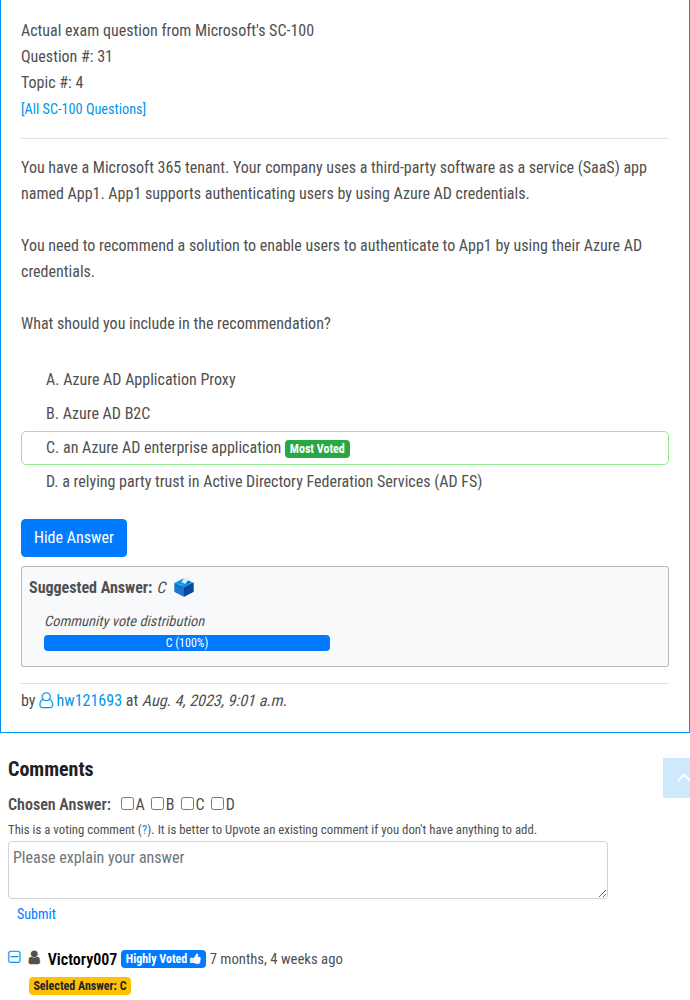 Actual exam question from Microsoft's SC-100
Question #: 31
Topic #: 4
[All SC-100 Questions]
You have a Microsoft 365 tenant. Your company uses a third-party software as a service (SaaS) app
named App1. App1 supports authenticating users by using Azure AD credentials.
You need to recommend a solution to enable users to authenticate to App1 by using their Azure AD
credentials.
What should you include in the recommendation?
A. Azure AD Application Proxy
B. Azure AD B2C
C. an Azure AD enterprise application Most Voted
D. a relying party trust in Active Directory Federation Services (AD FS)
Hide Answer
Suggested Answer: C
Community vote distribution
C (100%)
by hw121693 at Aug. 4, 2023, 9:01 a.m.
Comments
Chosen Answer: A B C D
This is a voting comment (?). It is better to Upvote an existing comment if you don't have anything to add.
Please explain your answer
Submit
Victory007 Highly Voted 7 months, 4 weeks ago
Selected Answer: C